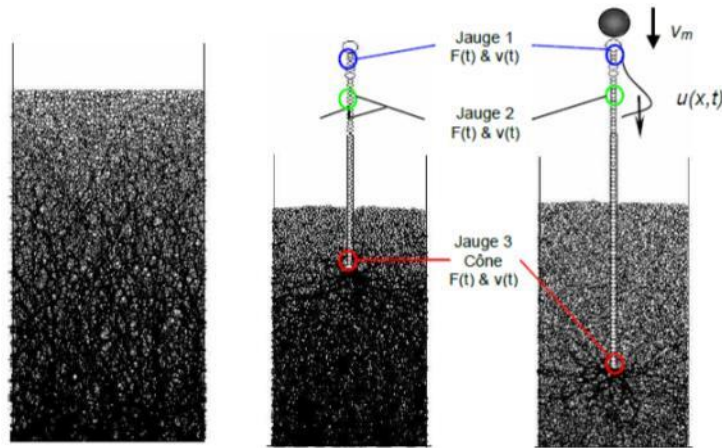 Jauge 1
F(t) & v(t)
Jauge 2
F(t) & v(t)
Jauge 3
Cône
F(t) & v(t)
v_m
u(x,t)